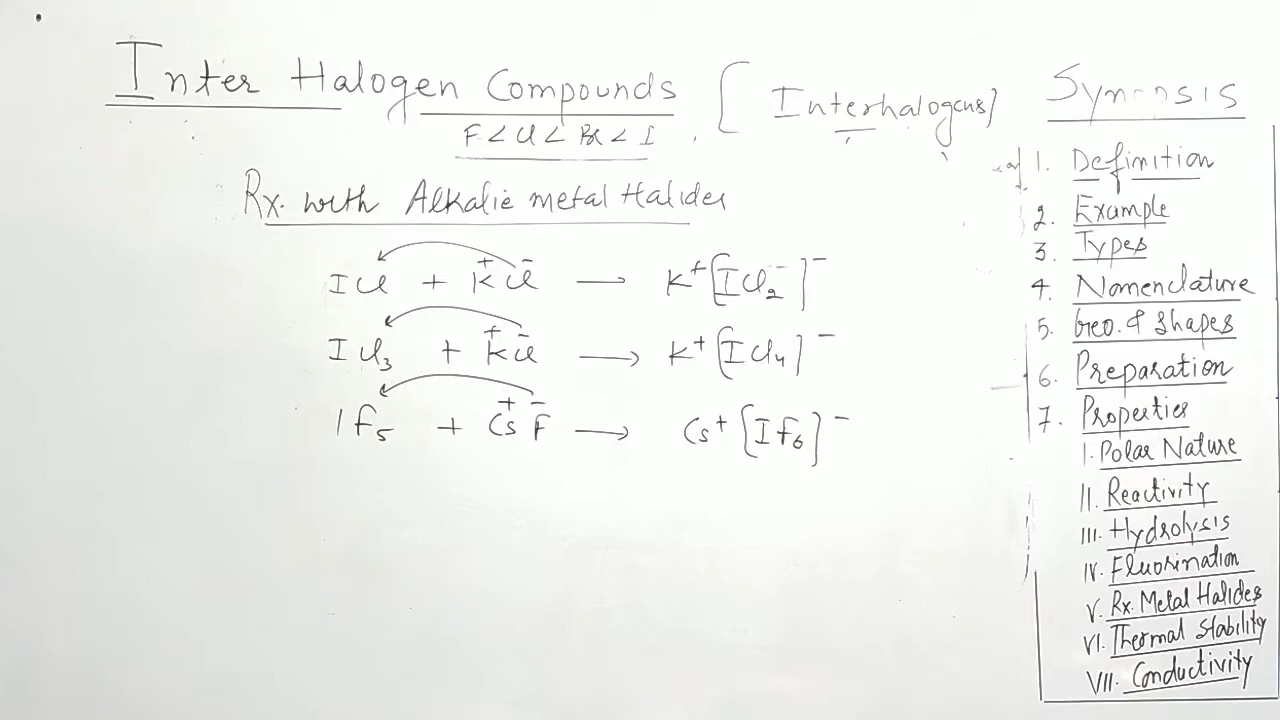 Inter Halogen Compounds [Interhalogens]
F < Cl < Br < I
Rx. with Alkalie metal Halides
ICl + K⁺Cl⁻ → K⁺[ICl₂⁻]⁻
ICl₃ + K⁺Cl⁻ → K⁺[ICl₄]⁻
IF₅ + Cs⁺F⁻ → Cs⁺[IF₆]⁻
Synopsis
1. Definition
2. Example
3. Types
4. Nomenclature
5. Geo. & Shapes
6. Preparation
7. Properties
I. Polar Nature
II. Reactivity
III. Hydrolysis
IV. Fluorination
V. Rx. Metal Halides
VI. Thermal Stability
VII. Conductivity